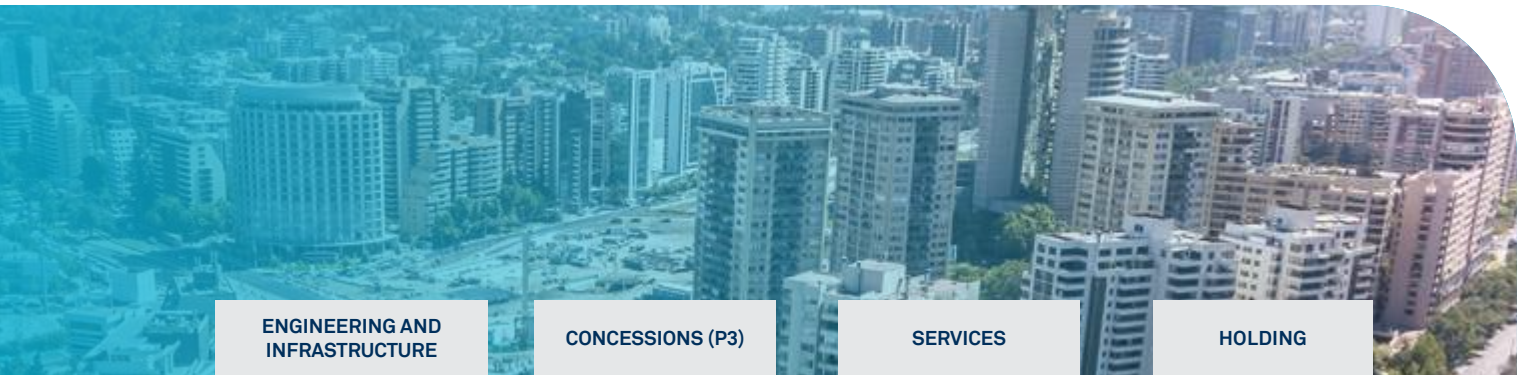 ENGINEERING AND
INFRASTRUCTURE
CONCESSIONS (P3)
SERVICES
HOLDING